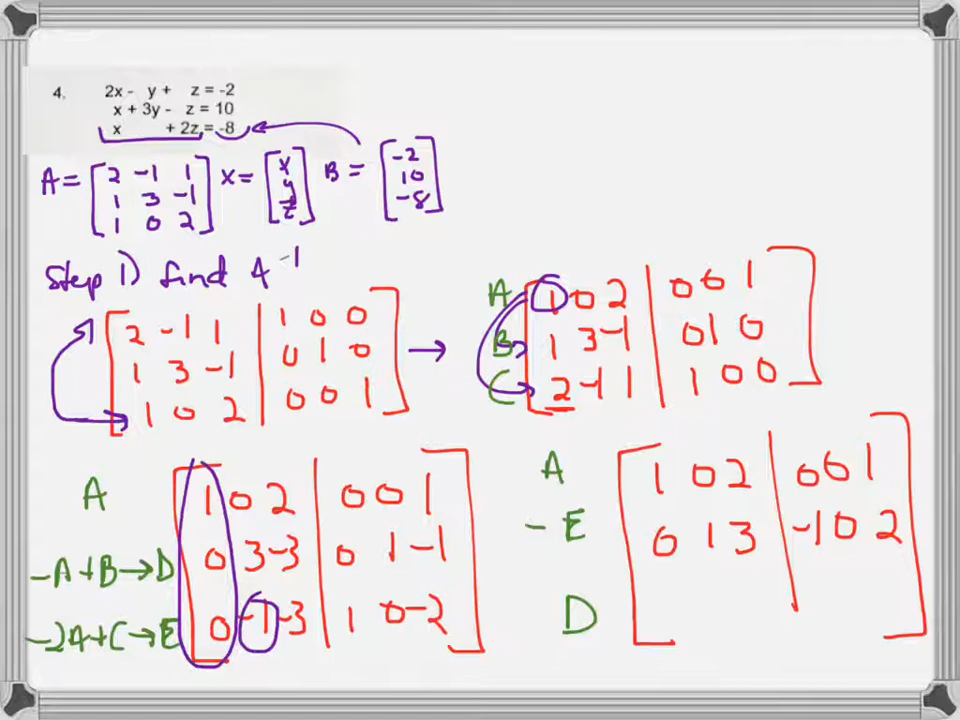 4. 2x - y + z = -2
x + 3y - z = 10
x + 2z = -8
A = [2 -1 1 X = [x B = [-2
1 3 -1 y 10
1 0 2] z] -8]
Step 1) find A^-1
[2 -1 1 | 1 0 0
1 3 -1 | 0 1 0
1 0 2 | 0 0 1] →
A [1 0 2 | 0 0 1
B 1 3 -1 | 0 1 0
C 2 -1 1 | 1 0 0]
A [1 0 2 | 0 0 1
-A+B→D 0 3 -3 | 0 1 -1
-2A+C→E 0 -1 -3 | 1 0 -2]
A [1 0 2 | 0 0 1
-E 0 1 3 | -1 0 2
D ]